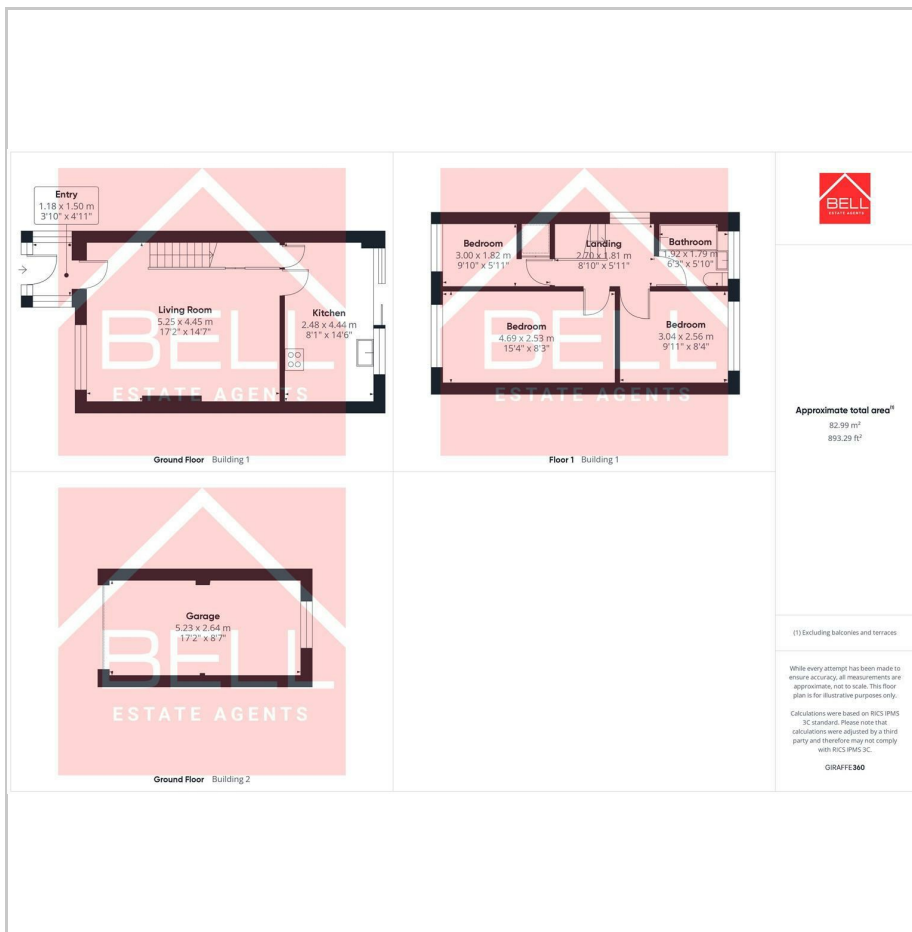 Entry
1.18 x 1.50 m
3'10" x 4'11"
Living Room
5.25 x 4.45 m
17'2" x 14'7"
Kitchen
2.48 x 4.44 m
8'1" x 14'6"
BELL
ESTATE AGENTS
Ground Floor Building 1
Bedroom
3.00 x 1.82 m
9'10" x 5'11"
Landing
2.70 x 1.81 m
8'10" x 5'11"
Bathroom
1.92 x 1.79 m
6'3" x 5'10"
Bedroom
4.69 x 2.53 m
15'4" x 8'3"
Bedroom
3.04 x 2.56 m
9'11" x 8'4"
BELL
ESTATE AGENTS
Floor 1 Building 1
Garage
5.23 x 2.64 m
17'2" x 8'7"
BELL
ESTATE AGENTS
Ground Floor Building 2
BELL
ESTATE AGENTS
Approximate total area⁽¹⁾
82.99 m²
893.29 ft²
(1) Excluding balconies and terraces
While every attempt has been made to
ensure accuracy, all measurements are
approximate, not to scale. This floor
plan is for illustrative purposes only.
Calculations were based on RICS IPMS
3C standard. Please note that
calculations were adjusted by a third
party and therefore may not comply
with RICS IPMS 3C.
GIRAFFE360